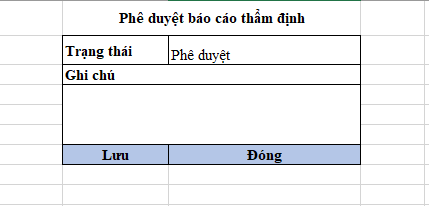 Phê duyệt báo cáo thẩm định
Trạng thái Phê duyệt
Ghi chú
Lưu Đóng